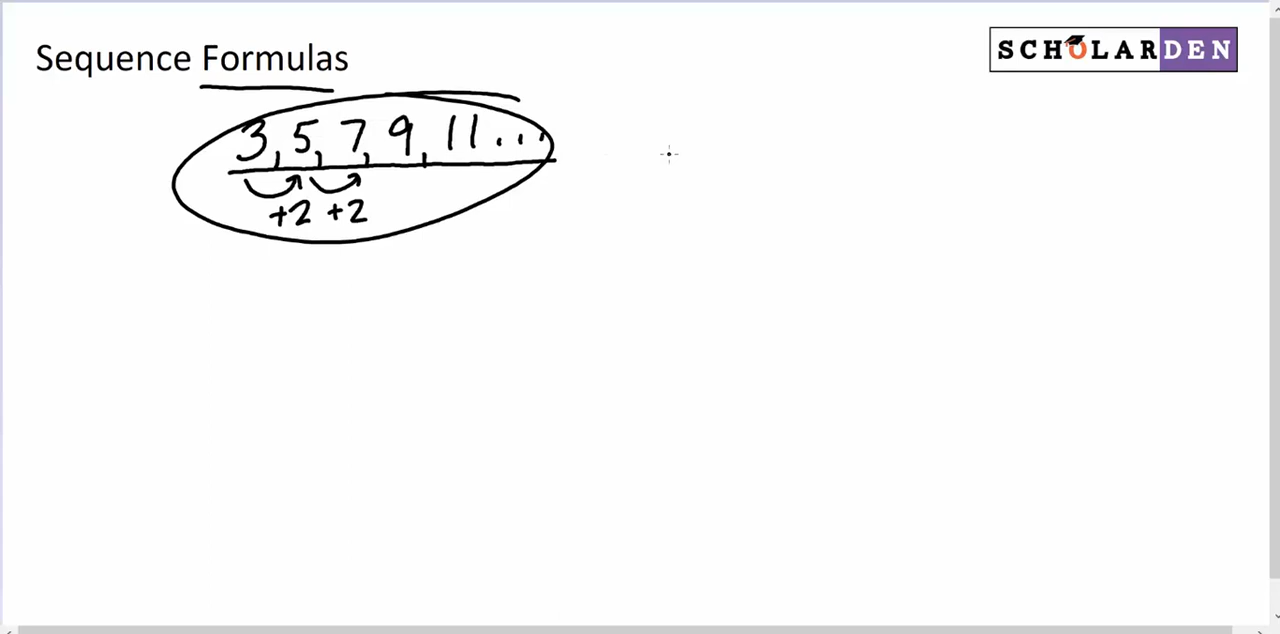 Sequence Formulas
SCHOLARDEN
3, 5, 7, 9, 11...
+2 +2